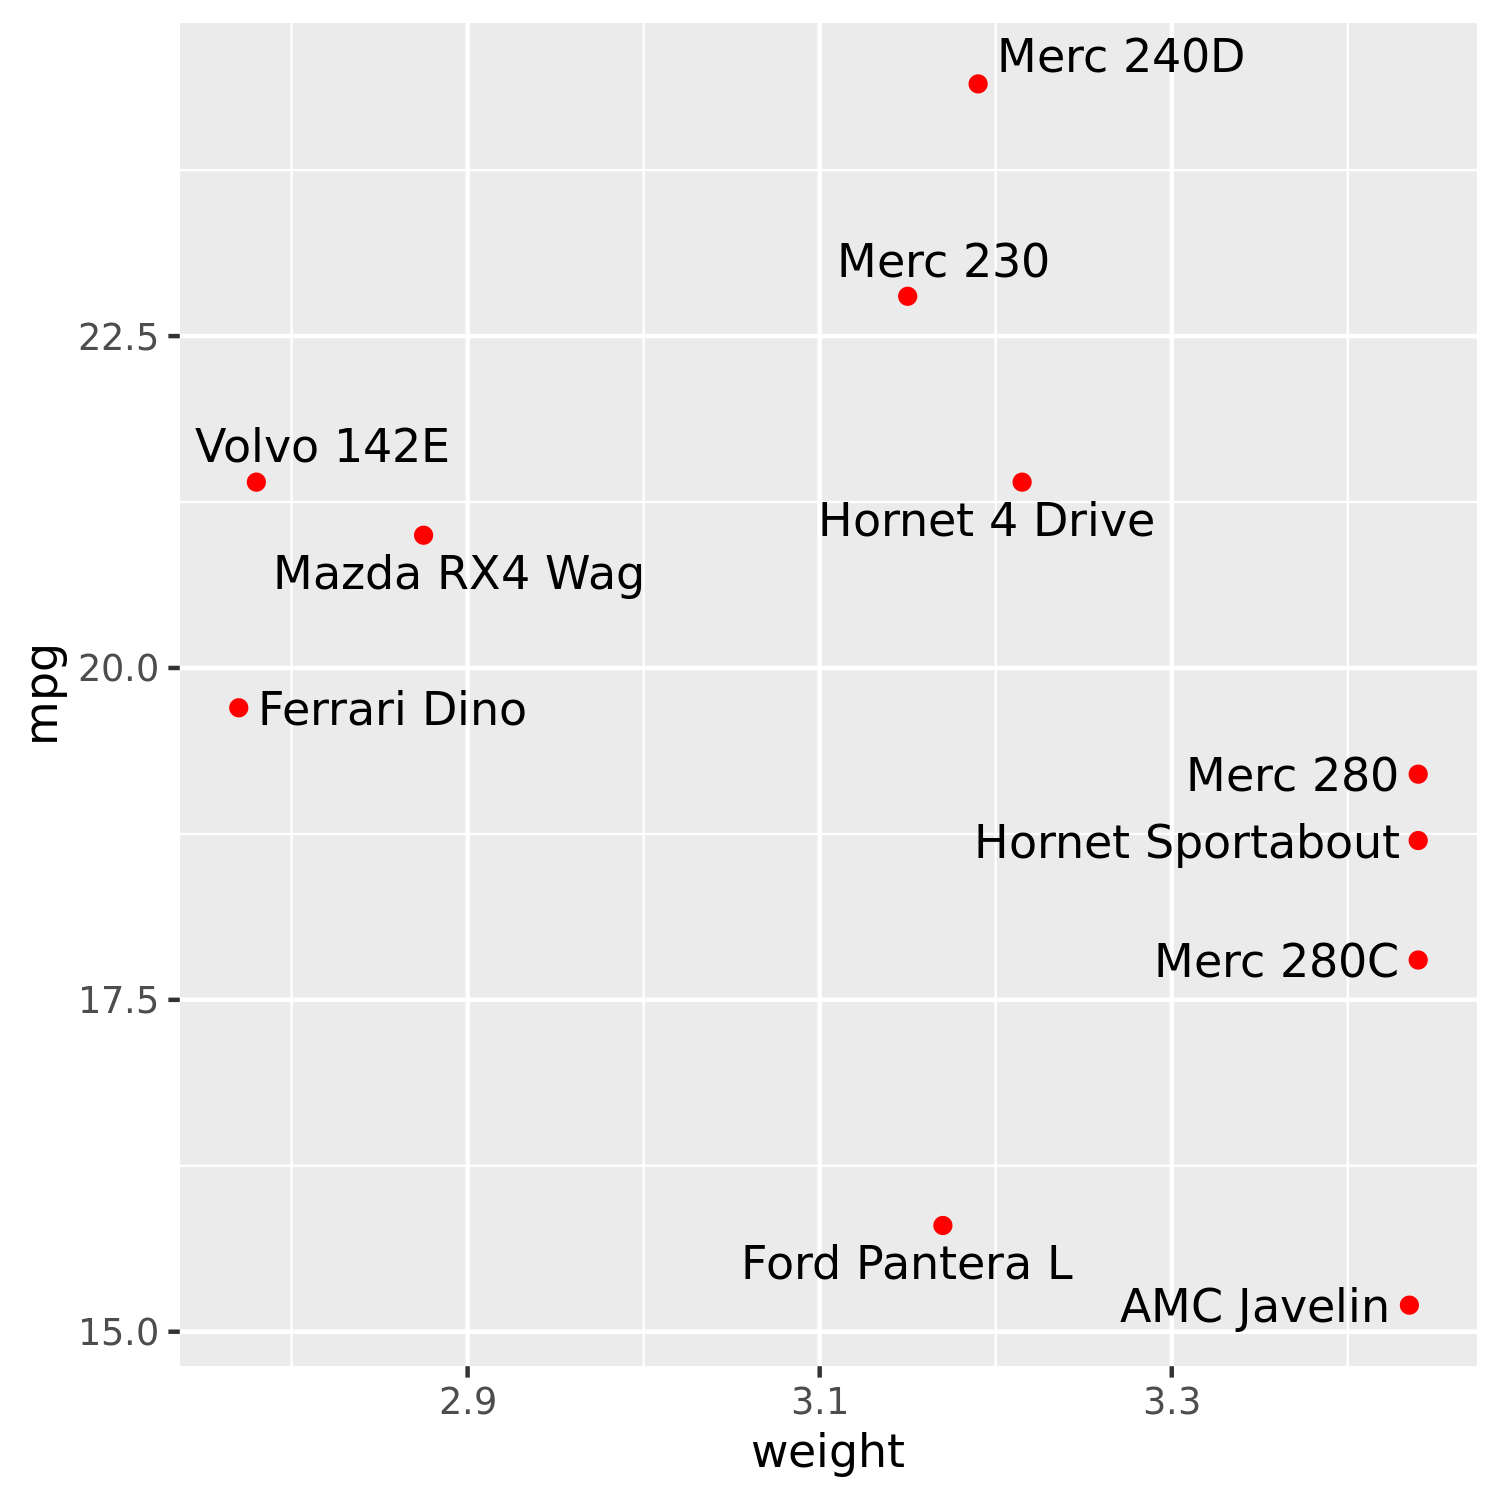 Merc 240D
Merc 230
22.5
Volvo 142E
Hornet 4 Drive
Mazda RX4 Wag
mpg
20.0
Ferrari Dino
Merc 280
Hornet Sportabout
Merc 280C
17.5
Ford Pantera L
AMC Javelin
15.0
2.9
3.1
3.3
weight